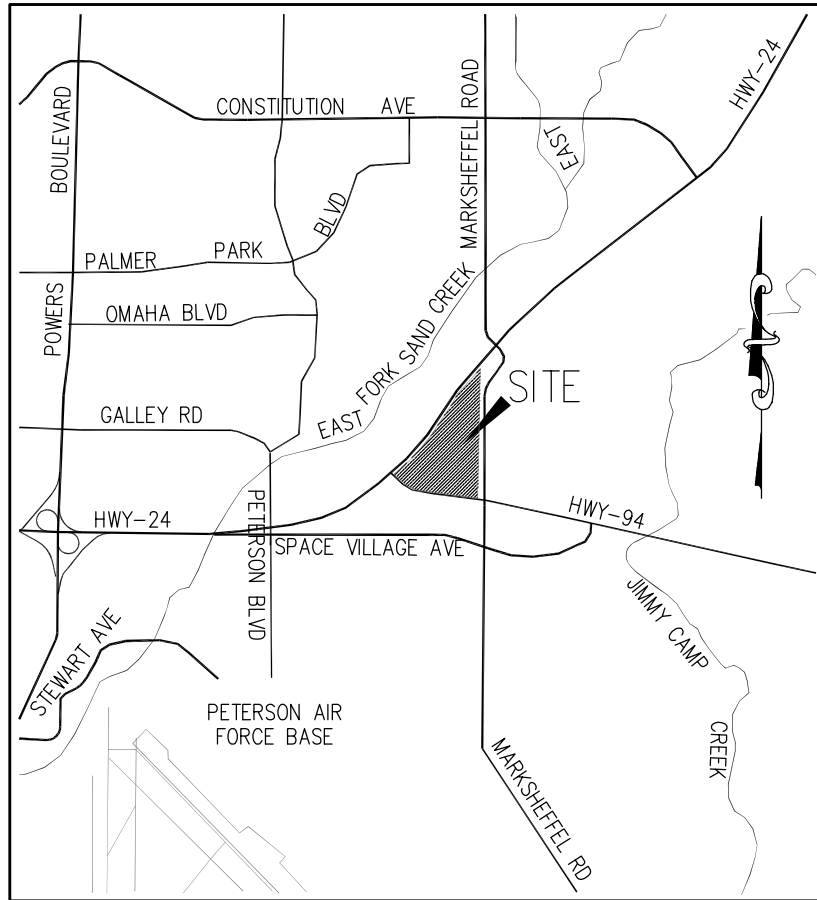 HWY-24
CONSTITUTION AVE
MARKSHEFFEL ROAD
EAST
BOULEVARD
BLVD
PARK
PALMER
OMAHA BLVD
POWERS
EAST FORK SAND CREEK
SITE
GALLEY RD
HWY-24
PETERSON BLVD
SPACE VILLAGE AVE
HWY-94
JIMMY CAMP
CREEK
STEWART AVE
PETERSON AIR
FORCE BASE
MARKSHEFFEL RD